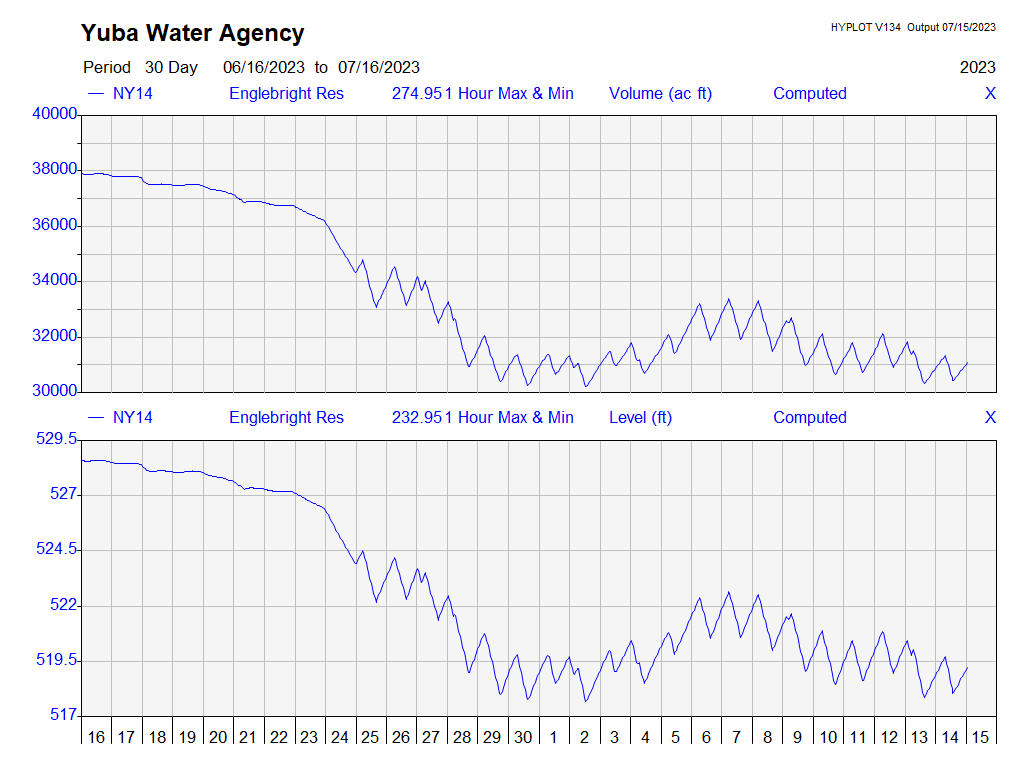 Yuba Water Agency
HYPLOT V134 Output 07/15/2023
Period 30 Day 06/16/2023 to 07/16/2023 2023
NY14 Englebright Res 274.951 Hour Max & Min Volume (ac ft) Computed X
40000
38000
36000
34000
32000
30000
NY14 Englebright Res 232.951 Hour Max & Min Level (ft) Computed X
529.5
527
524.5
522
519.5
517
16 17 18 19 20 21 22 23 24 25 26 27 28 29 30 1 2 3 4 5 6 7 8 9 10 11 12 13 14 15